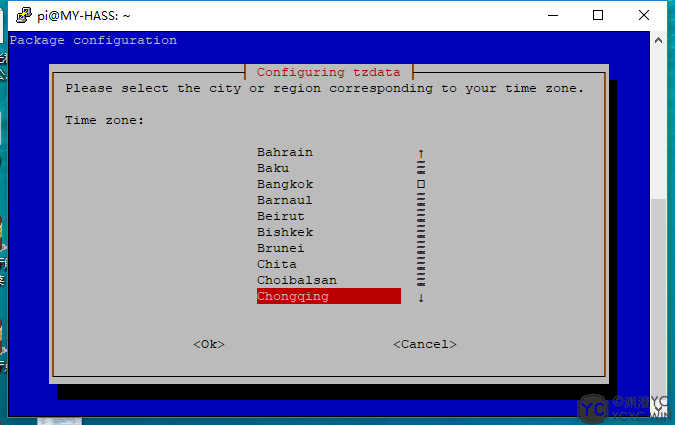 pi@MY-HASS: ~
Package configuration
Configuring tzdata
Please select the city or region corresponding to your time zone.
Time zone:
Bahrain
Baku
Bangkok
Barnaul
Beirut
Bishkek
Brunei
Chita
Choibalsan
Chongqing
<Ok> <Cancel>
YC